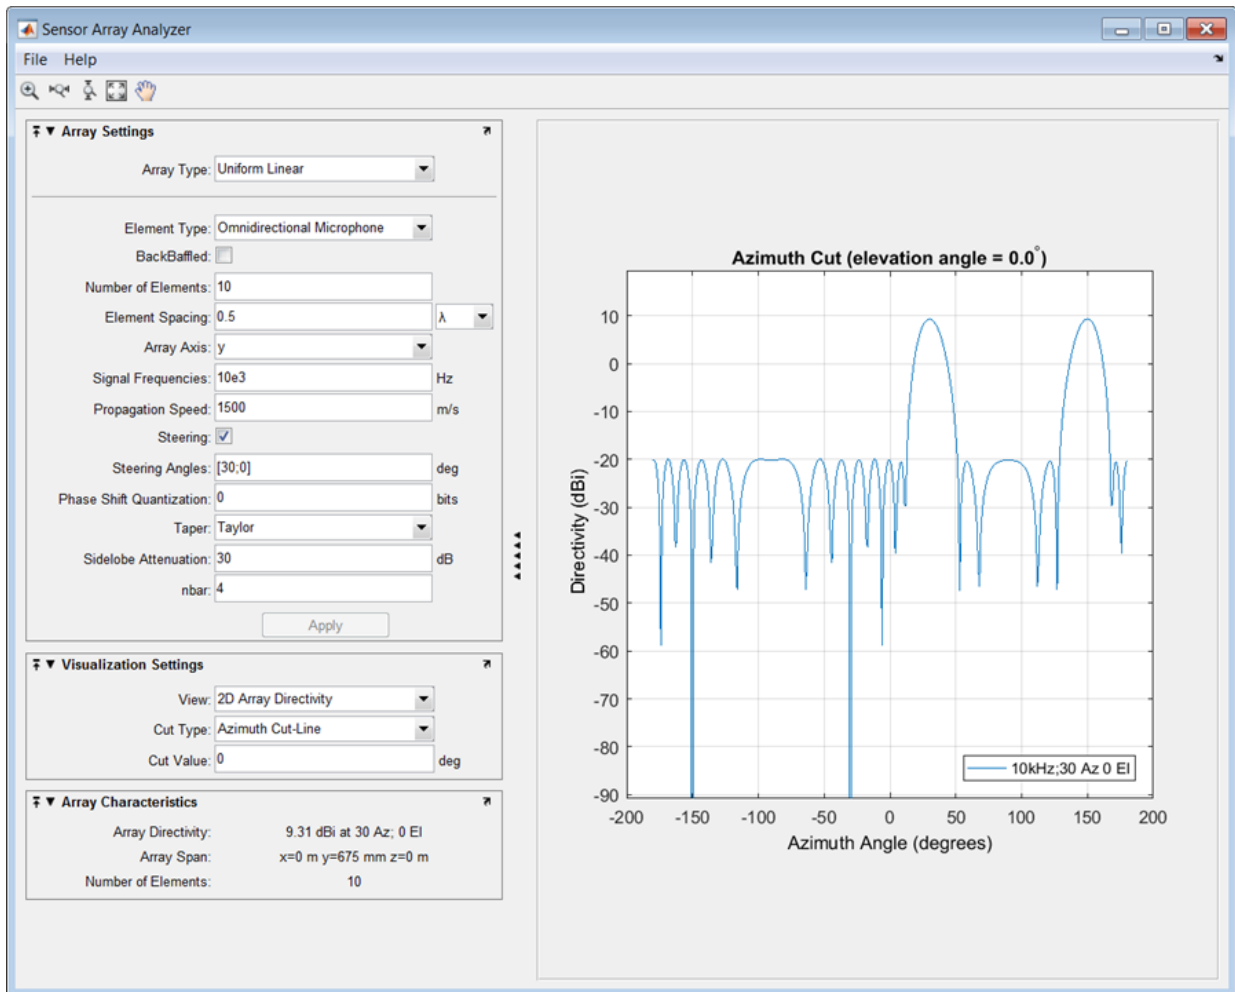 Sensor Array Analyzer
File Help
Array Settings
Array Type: Uniform Linear
Element Type: Omnidirectional Microphone
BackBaffled:
Number of Elements: 10
Element Spacing: 0.5 λ
Array Axis: y
Signal Frequencies: 10e3 Hz
Propagation Speed: 1500 m/s
Steering:
Steering Angles: [30;0] deg
Phase Shift Quantization: 0 bits
Taper: Taylor
Sidelobe Attenuation: 30 dB
nbar: 4
Apply
Visualization Settings
View: 2D Array Directivity
Cut Type: Azimuth Cut-Line
Cut Value: 0 deg
Array Characteristics
Array Directivity: 9.31 dBi at 30 Az; 0 El
Array Span: x=0 m y=675 mm z=0 m
Number of Elements: 10
Azimuth Cut (elevation angle = 0.0°)
Directivity (dBi)
10
0
-10
-20
-30
-40
-50
-60
-70
-80
-90
-200 -150 -100 -50 0 50 100 150 200
Azimuth Angle (degrees)
10kHz;30 Az 0 El